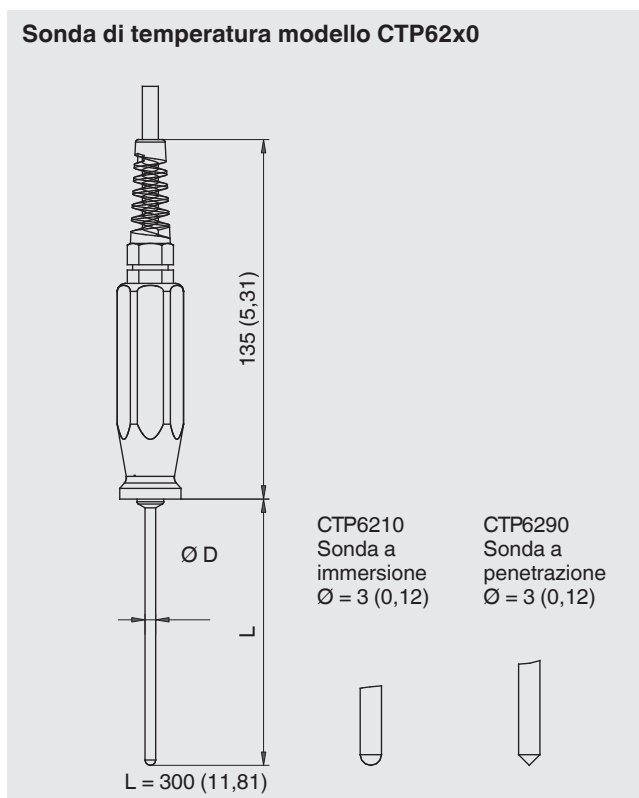 Sonda di temperatura modello CTP62x0
135 (5,31)
Ø D
L
L = 300 (11,81)
CTP6210
Sonda a
immersione
Ø = 3 (0,12)
CTP6290
Sonda a
penetrazione
Ø = 3 (0,12)